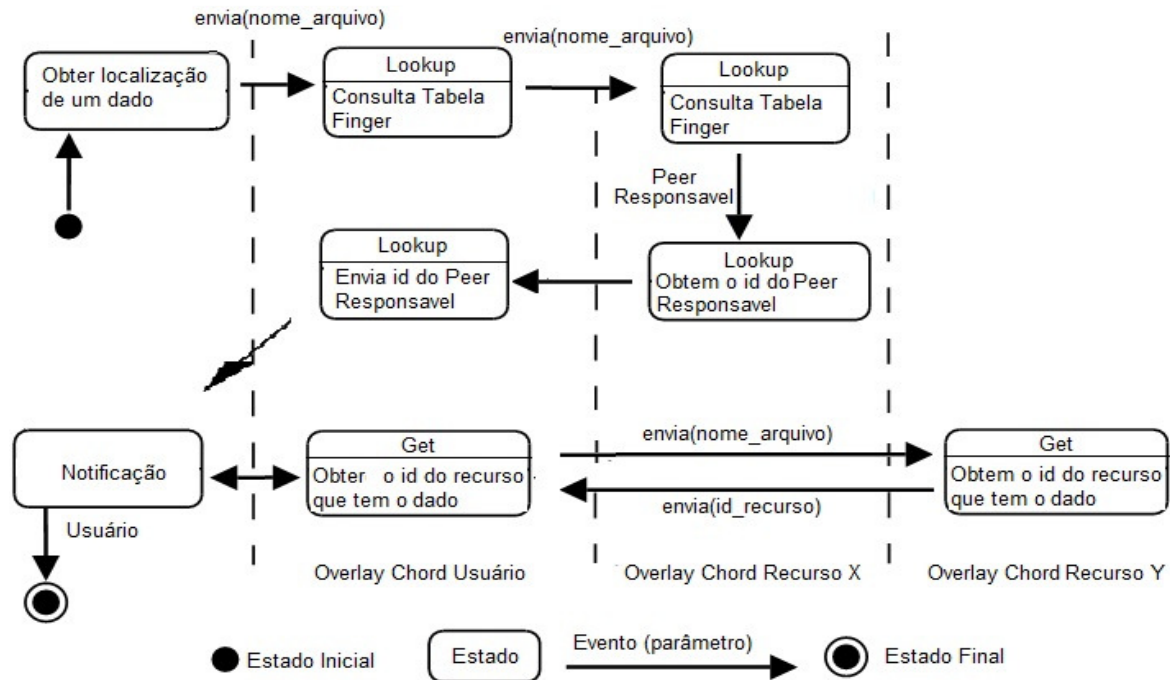 envia(nome_arquivo)
envia(nome_arquivo)
Obter localização
de um dado
Lookup
Consulta Tabela
Finger
Lookup
Consulta Tabela
Finger
Peer
Responsavel
Lookup
Envia id do Peer
Responsavel
Lookup
Obtem o id do Peer
Responsavel
Notificação
Get
Obter o id do recurso
que tem o dado
envia(nome_arquivo)
envia(id_recurso)
Get
Obtem o id do recurso
que tem o dado
Usuário
Overlay Chord Usuário
Overlay Chord Recurso X
Overlay Chord Recurso Y
Estado Inicial
Estado
Evento (parâmetro)
Estado Final